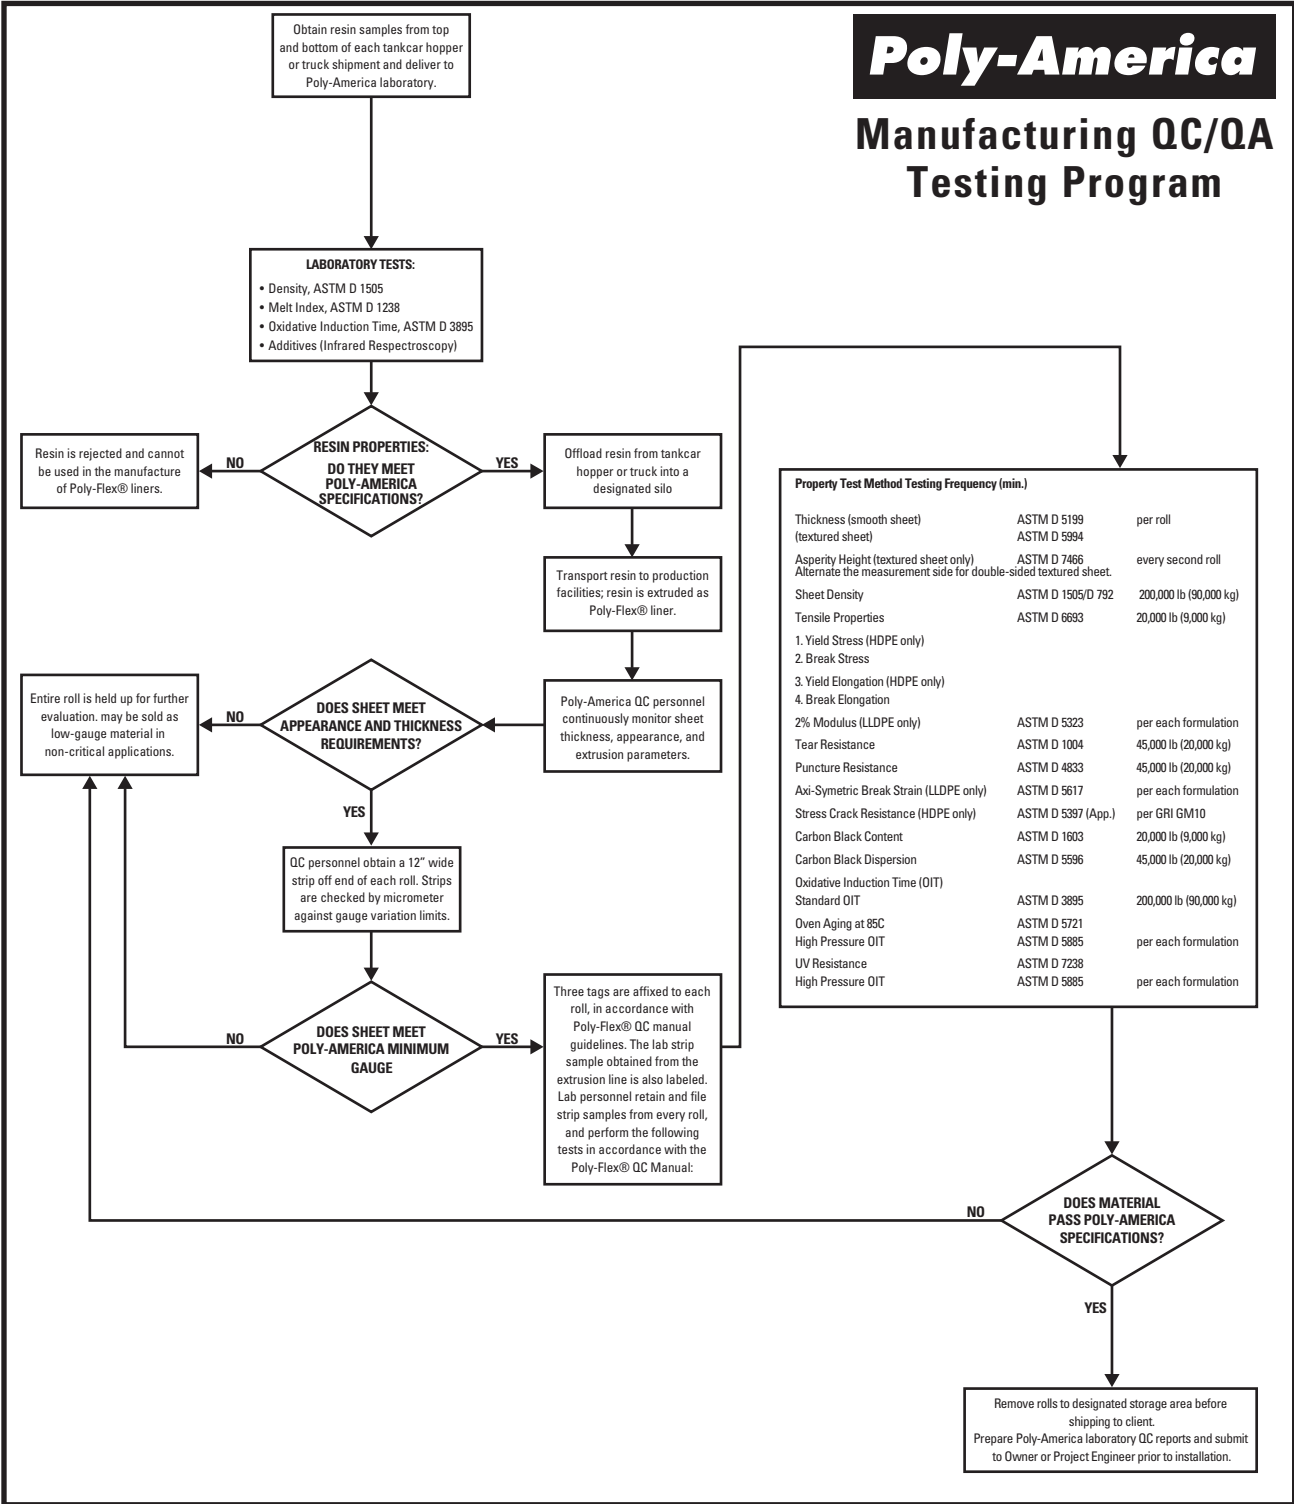 Obtain resin samples from top
and bottom of each tankcar hopper
or truck shipment and deliver to
Poly-America laboratory.
Poly-America
Manufacturing QC/QA
Testing Program
LABORATORY TESTS:
• Density, ASTM D 1505
• Melt Index, ASTM D 1238
• Oxidative Induction Time, ASTM D 3895
• Additives (Infrared Respectroscopy)
RESIN PROPERTIES:
DO THEY MEET
POLY-AMERICA
SPECIFICATIONS?
NO
Resin is rejected and cannot
be used in the manufacture
of Poly-Flex® liners.
YES
Offload resin from tankcar
hopper or truck into a
designated silo
Transport resin to production
facilities; resin is extruded as
Poly-Flex® liner.
Poly-America QC personnel
continuously monitor sheet
thickness, appearance, and
extrusion parameters.
DOES SHEET MEET
APPEARANCE AND THICKNESS
REQUIREMENTS?
NO
Entire roll is held up for further
evaluation. may be sold as
low-gauge material in
non-critical applications.
YES
QC personnel obtain a 12” wide
strip off end of each roll. Strips
are checked by micrometer
against gauge variation limits.
DOES SHEET MEET
POLY-AMERICA MINIMUM
GAUGE
NO
YES
Three tags are affixed to each
roll, in accordance with
Poly-Flex® QC manual
guidelines. The lab strip
sample obtained from the
extrusion line is also labeled.
Lab personnel retain and file
strip samples from every roll,
and perform the following
tests in accordance with the
Poly-Flex® QC Manual:
Property Test Method Testing Frequency (min.)
Thickness (smooth sheet) ASTM D 5199 per roll
(textured sheet) ASTM D 5994
Asperity Height (textured sheet only) ASTM D 7466 every second roll
Alternate the measurement side for double-sided textured sheet.
Sheet Density ASTM D 1505/D 792 200,000 lb (90,000 kg)
Tensile Properties ASTM D 6693 20,000 lb (9,000 kg)
1. Yield Stress (HDPE only)
2. Break Stress
3. Yield Elongation (HDPE only)
4. Break Elongation
2% Modulus (LLDPE only) ASTM D 5323 per each formulation
Tear Resistance ASTM D 1004 45,000 lb (20,000 kg)
Puncture Resistance ASTM D 4833 45,000 lb (20,000 kg)
Axi-Symetric Break Strain (LLDPE only) ASTM D 5617 per each formulation
Stress Crack Resistance (HDPE only) ASTM D 5397 (App.) per GRI GM10
Carbon Black Content ASTM D 1603 20,000 lb (9,000 kg)
Carbon Black Dispersion ASTM D 5596 45,000 lb (20,000 kg)
Oxidative Induction Time (OIT)
Standard OIT ASTM D 3895 200,000 lb (90,000 kg)
Oven Aging at 85C ASTM D 5721
High Pressure OIT ASTM D 5885 per each formulation
UV Resistance ASTM D 7238
High Pressure OIT ASTM D 5885 per each formulation
DOES MATERIAL
PASS POLY-AMERICA
SPECIFICATIONS?
NO
YES
Remove rolls to designated storage area before
shipping to client.
Prepare Poly-America laboratory QC reports and submit
to Owner or Project Engineer prior to installation.